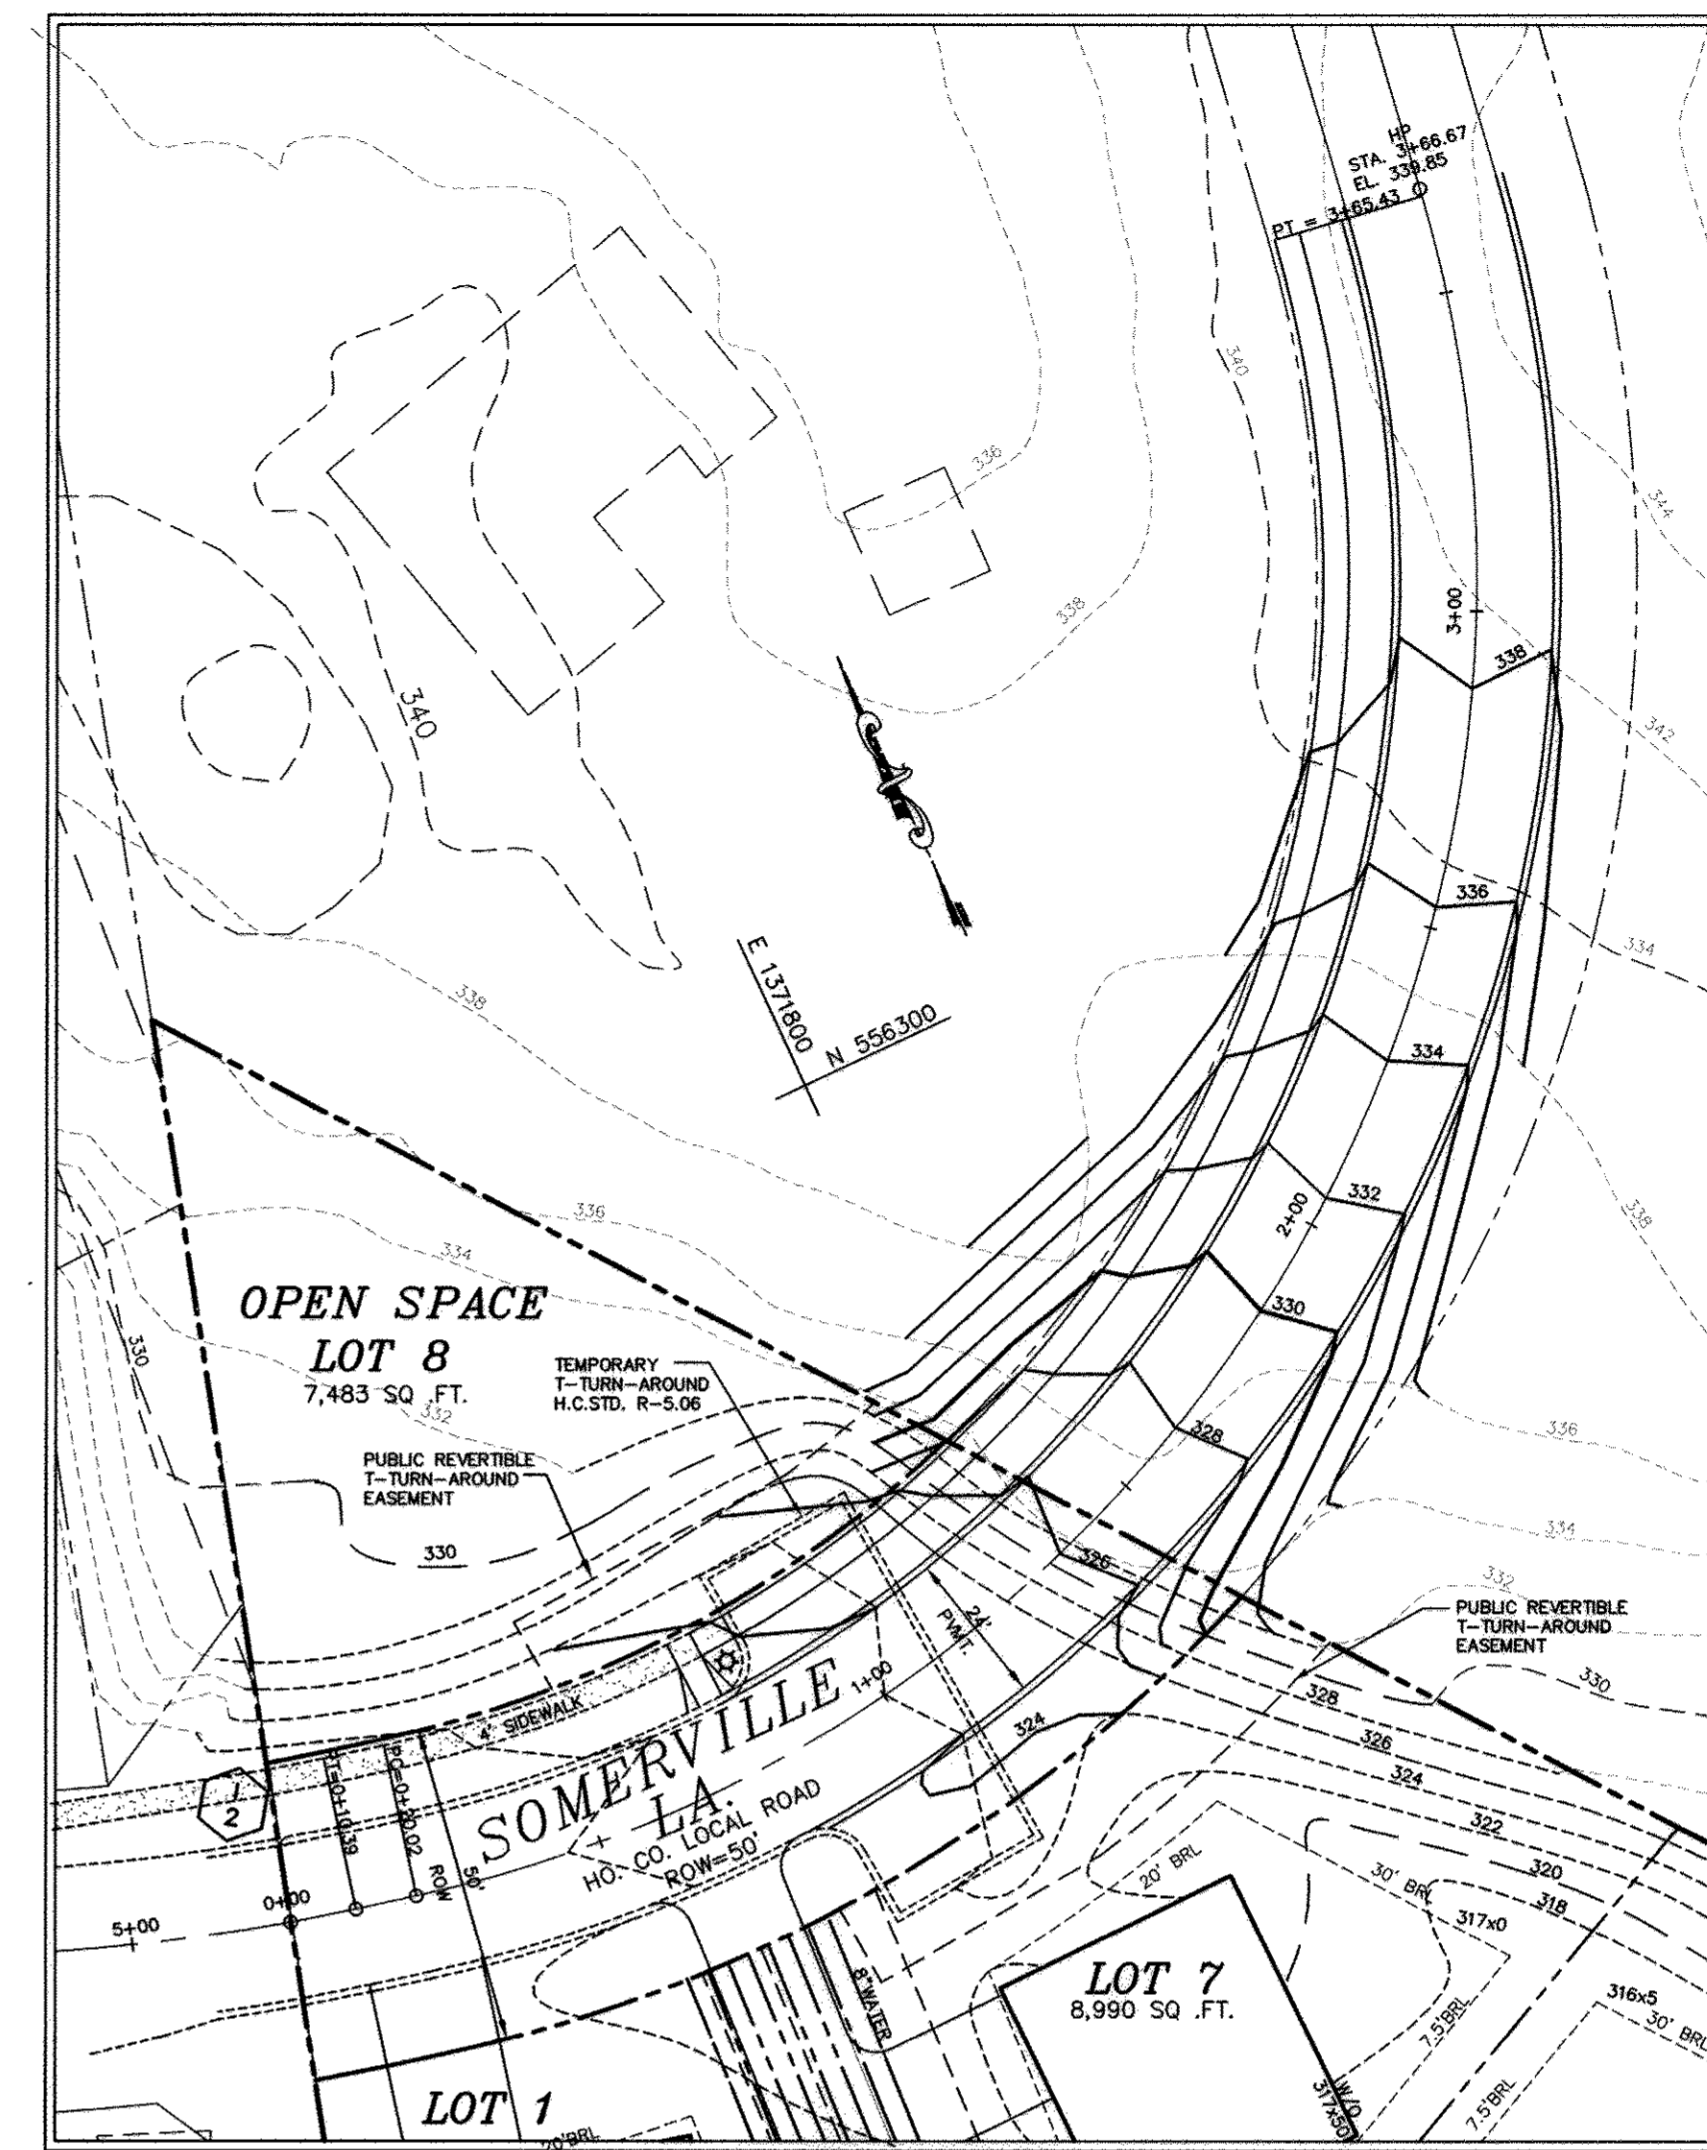 HP
STA. 3+66.67
EL. 339.85
PT = 3+65.43
340
336
344
338
3+00
338
340
342
336
334
E 1371800
N 556300
338
334
336
334
332
2+00
338
330
OPEN SPACE
LOT 8
7,483 SQ .FT.
332
330
TEMPORARY
T-TURN-AROUND
H.C.STD. R-5.06
PUBLIC REVERTIBLE
T-TURN-AROUND
EASEMENT
330
328
336
334
326
332
24'
PVMT.
PUBLIC REVERTIBLE
T-TURN-AROUND
EASEMENT
330
1+00
324
328
326
324
322
320
318
4' SIDEWALK
1
2
PT=0+10.39
PC=0+20.02
SOMERVILLE
LA.
HO. CO. LOCAL ROAD
ROW=50'
50'
ROW
0+00
5+00
20' BRL
30' BRL
317x0
8"WATER
LOT 7
8,990 SQ .FT.
7.5'BRL
316x5
30' BRL
7.5'BRL
W/O
317x50
LOT 1
20'BRL